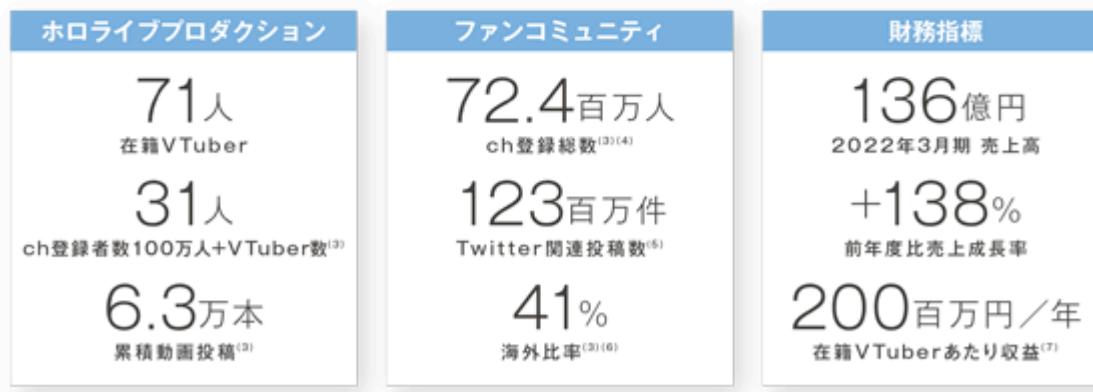 ホロライブプロダクション
71人
在籍VTuber
31人
ch登録者数100万人+VTuber数(3)
6.3万本
累積動画投稿(3)
ファンコミュニティ
72.4百万人
ch登録総数(3)(4)
123百万件
Twitter関連投稿数(5)
41%
海外比率(3)(6)
財務指標
136億円
2022年3月期 売上高
+138%
前年度比売上成長率
200百万円／年
在籍VTuberあたり収益(7)